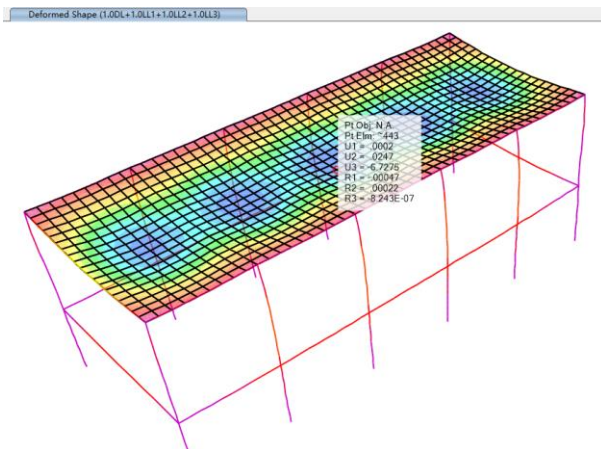 Deformed Shape (1.0DL+1.0LL1+1.0LL2+1.0LL3)
Pt Obj: N.A.
Pt Elm: ~443
U1 = .0002
U2 = .0247
U3 = -6.7275
R1 = -.00047
R2 = .00022
R3 = -8.243E-07